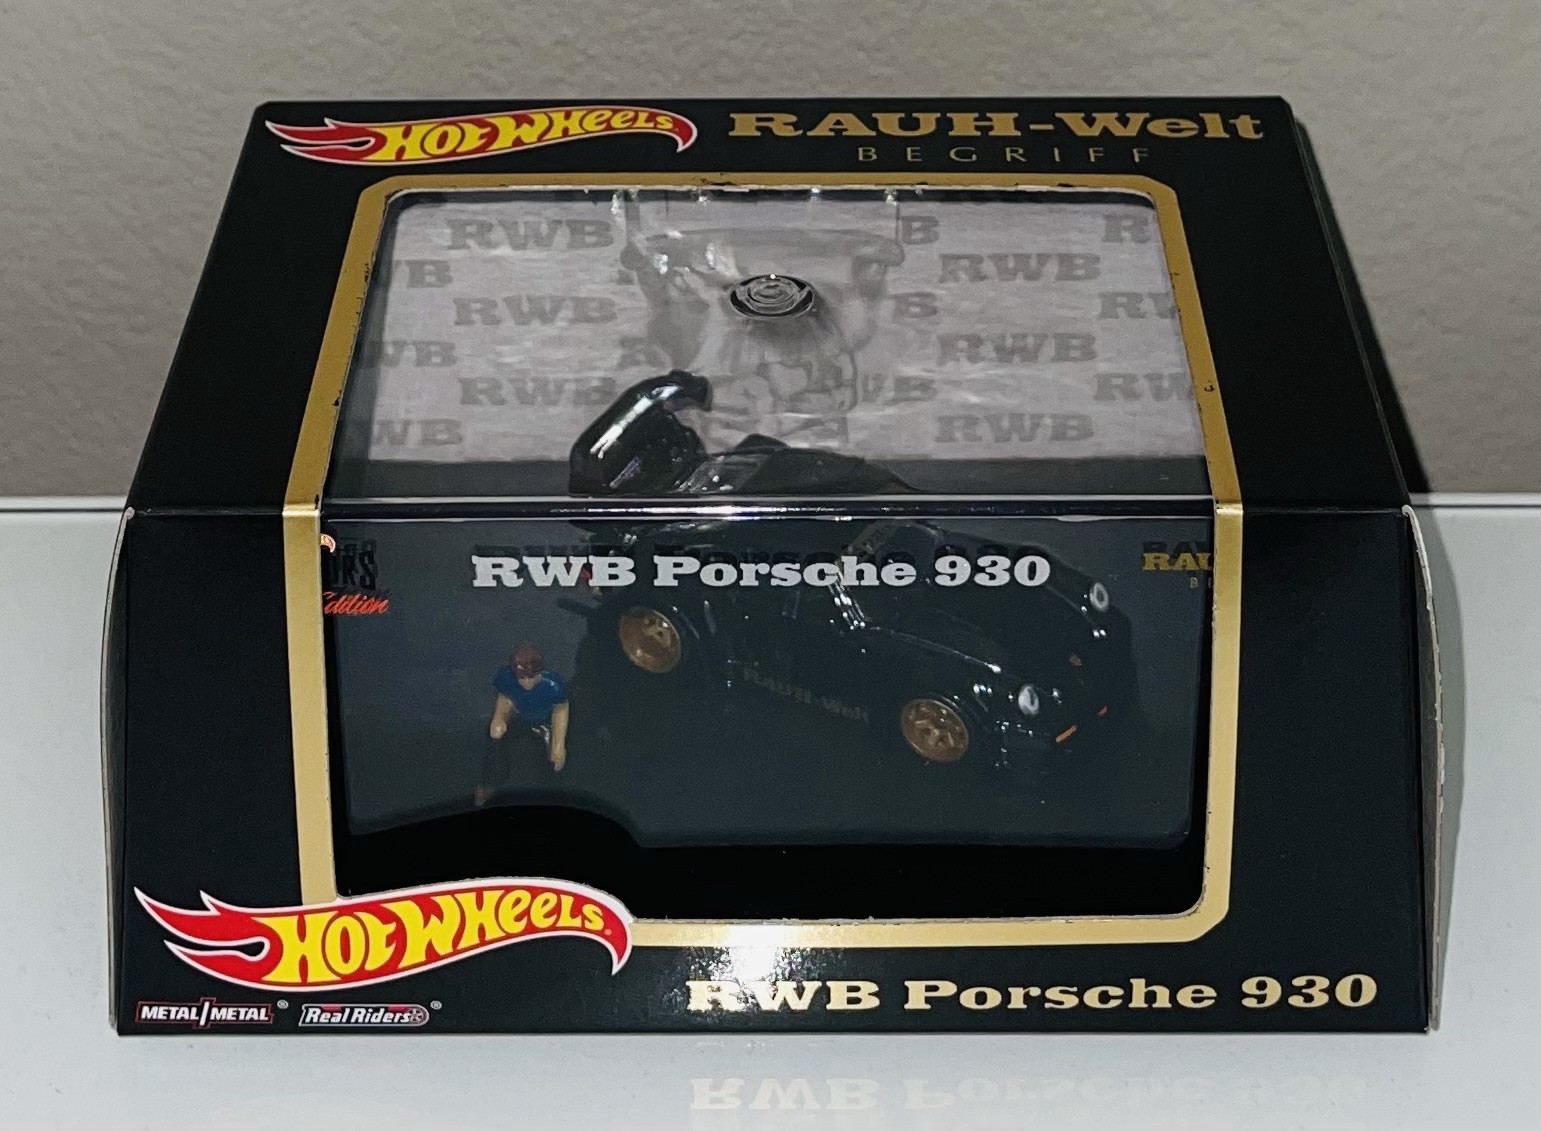 HOT WHEELS
RAUH-Welt
BEGRIFF
RWB RWB RWB RWB RWB RWB
RWB Porsche 930
Edition
RAUH-Welt
HOT WHEELS
METAL/METAL® Real Riders®
RWB Porsche 930